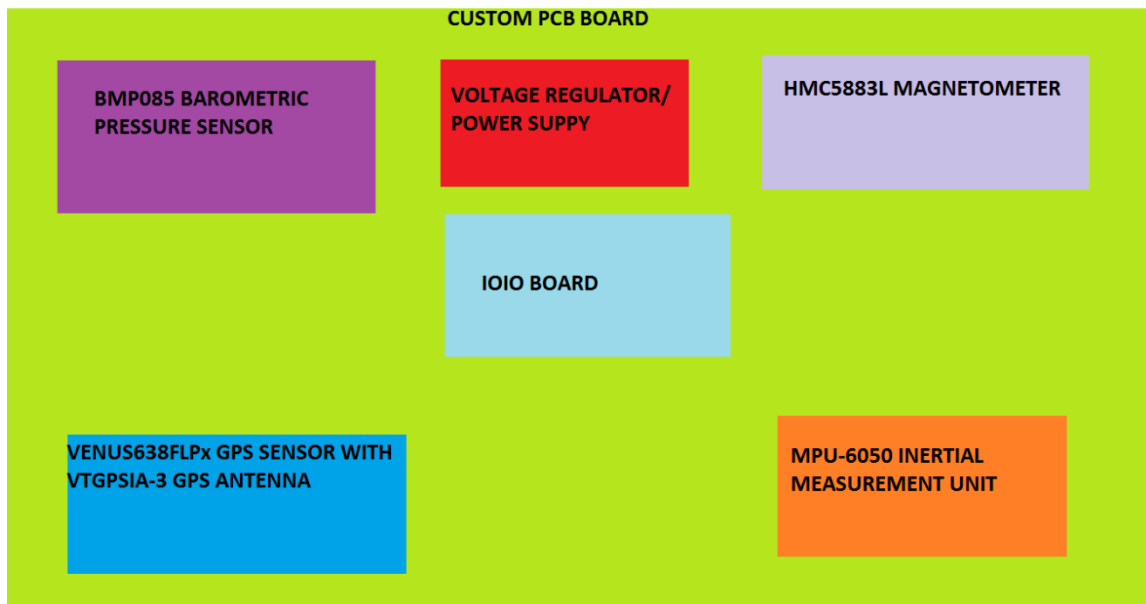 CUSTOM PCB BOARD
BMP085 BAROMETRIC
PRESSURE SENSOR
VOLTAGE REGULATOR/
POWER SUPPY
HMC5883L MAGNETOMETER
IOIO BOARD
VENUS638FLPx GPS SENSOR WITH
VTGPSIA-3 GPS ANTENNA
MPU-6050 INERTIAL
MEASUREMENT UNIT